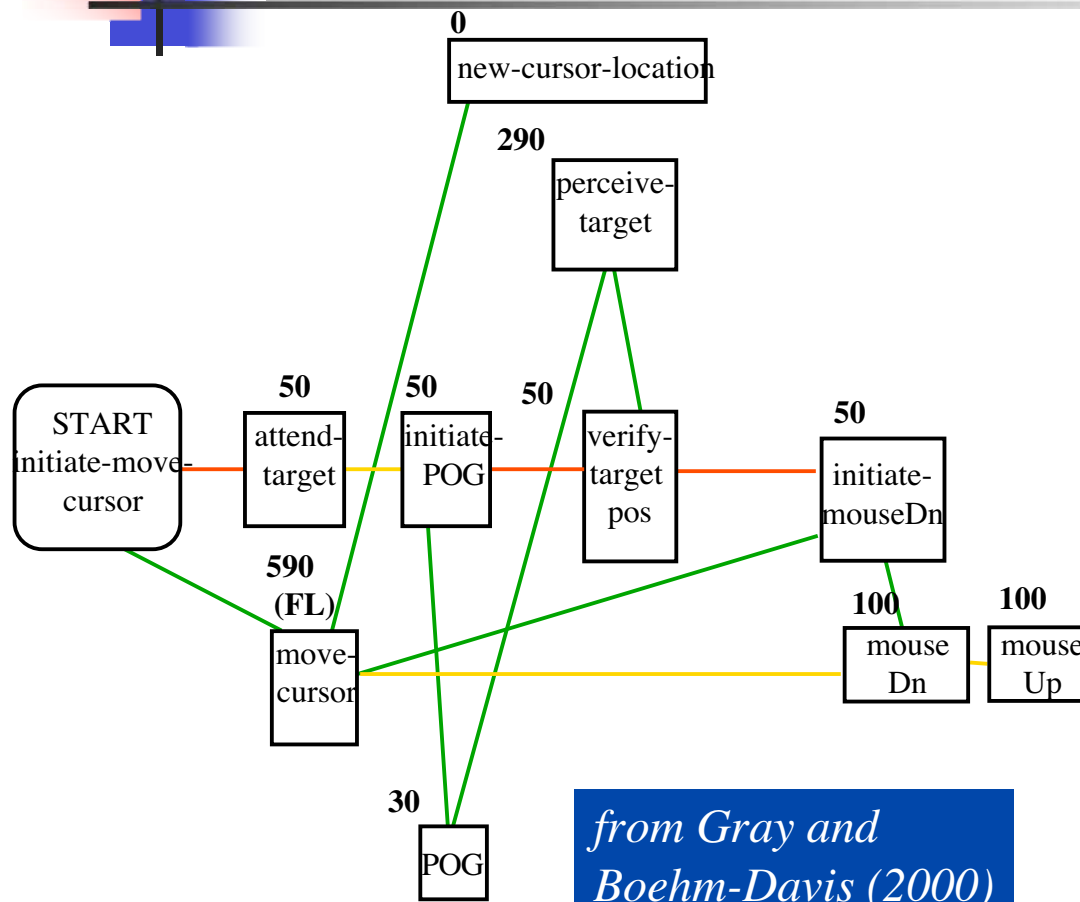 0
new-cursor-location
290
perceive-
target
50
50
50
50
START
initiate-move-
cursor
attend-
target
initiate-
POG
verify-
target
pos
initiate-
mouseDn
590
(FL)
move-
cursor
100
100
mouse
Dn
mouse
Up
30
POG
from Gray and
Boehm-Davis (2000)